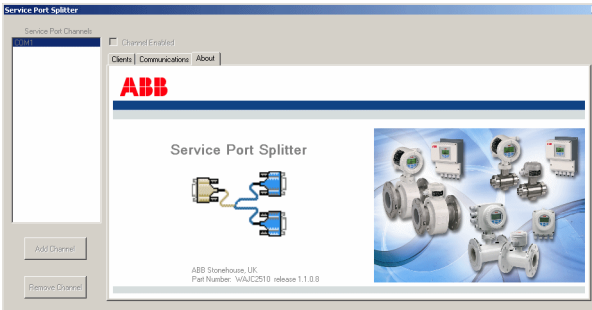 Service Port Splitter
Service Port Channels
COM1
Channel Enabled
Clients
Communications
About
ABB
Service Port Splitter
ABB Stonehouse, UK
Part Number: WAJC2510 release 1.1.0.8
Add Channel
Remove Channel